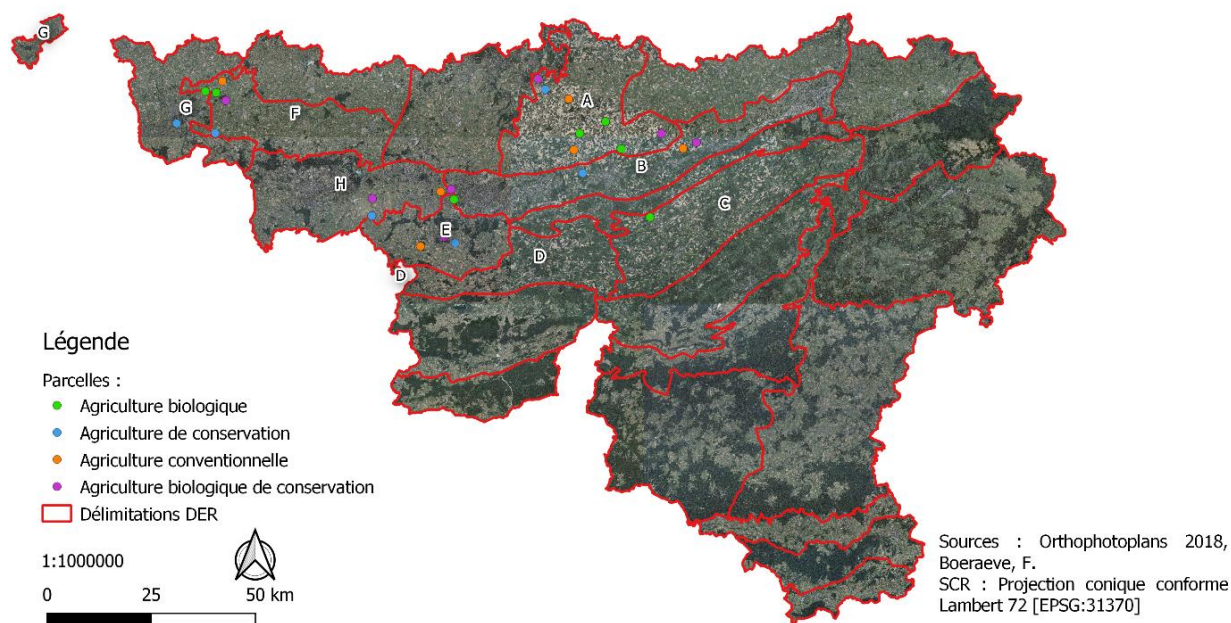 G
A
G
F
B
H
C
E
D
D
Légende
Parcelles :
Agriculture biologique
Agriculture de conservation
Agriculture conventionnelle
Agriculture biologique de conservation
Délimitations DER
1:1000000
0 25 50 km
Sources : Orthophotoplans 2018,
Boeraeve, F.
SCR : Projection conique conforme
Lambert 72 [EPSG:31370]